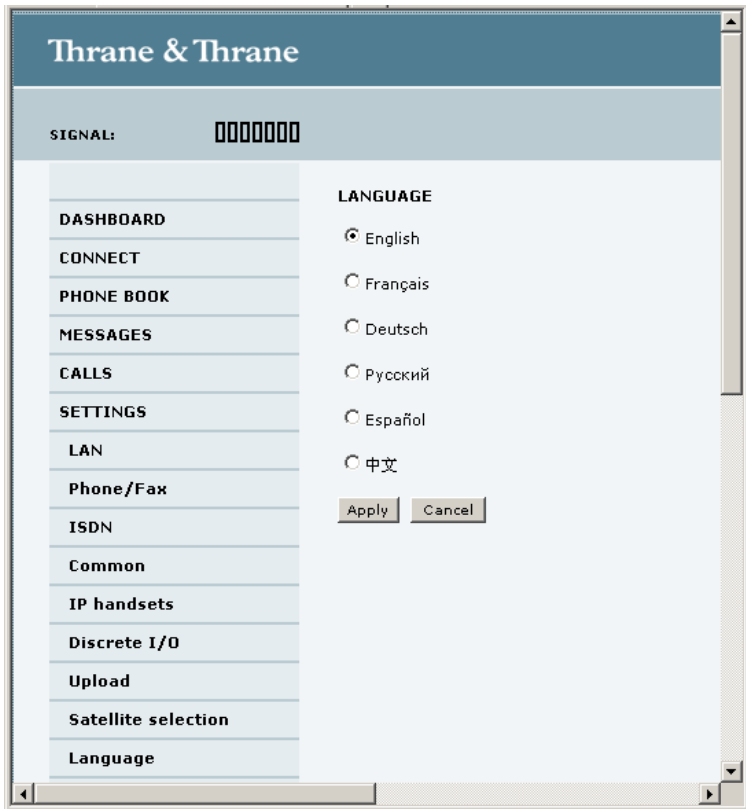 Thrane & Thrane
SIGNAL:
DASHBOARD
CONNECT
PHONE BOOK
MESSAGES
CALLS
SETTINGS
LAN
Phone/Fax
ISDN
Common
IP handsets
Discrete I/O
Upload
Satellite selection
Language
LANGUAGE
English
Français
Deutsch
Русский
Español
中文
Apply Cancel